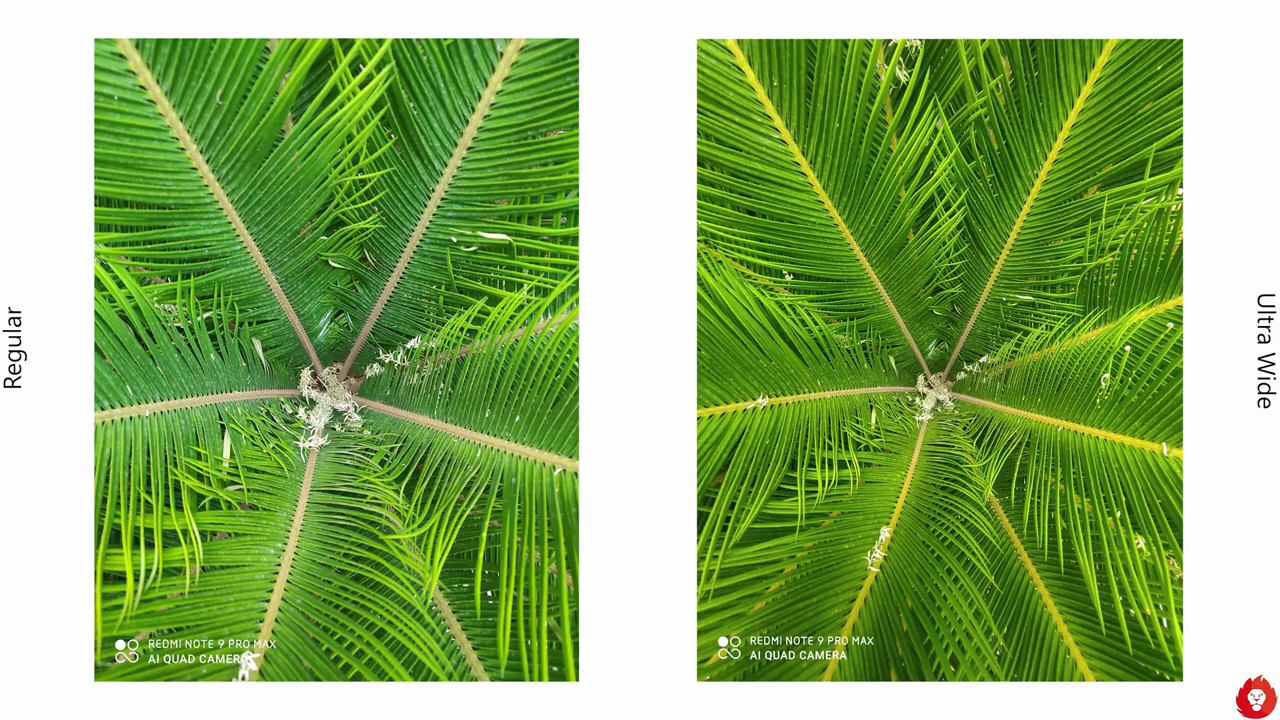 Regular
REDMI NOTE 9 PRO MAX
AI QUAD CAMERA
REDMI NOTE 9 PRO MAX
AI QUAD CAMERA
Ultra Wide